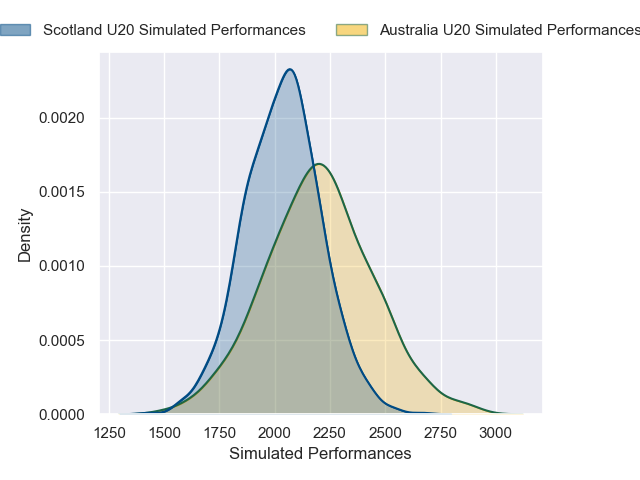 Scotland U20 Simulated Performances
Australia U20 Simulated Performances
0.0020
0.0015
0.0010
0.0005
0.0000
Density
1250 1500 1750 2000 2250 2500 2750 3000
Simulated Performances